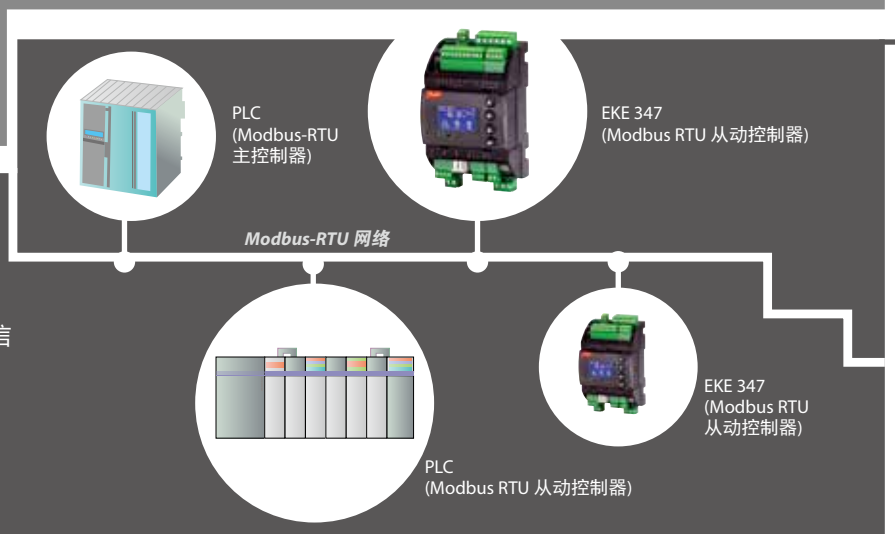 PLC
(Modbus-RTU
主控制器)
EKE 347
(Modbus RTU 从动控制器)
Modbus-RTU 网络
信
EKE 347
(Modbus RTU
从动控制器)
PLC
(Modbus RTU 从动控制器)